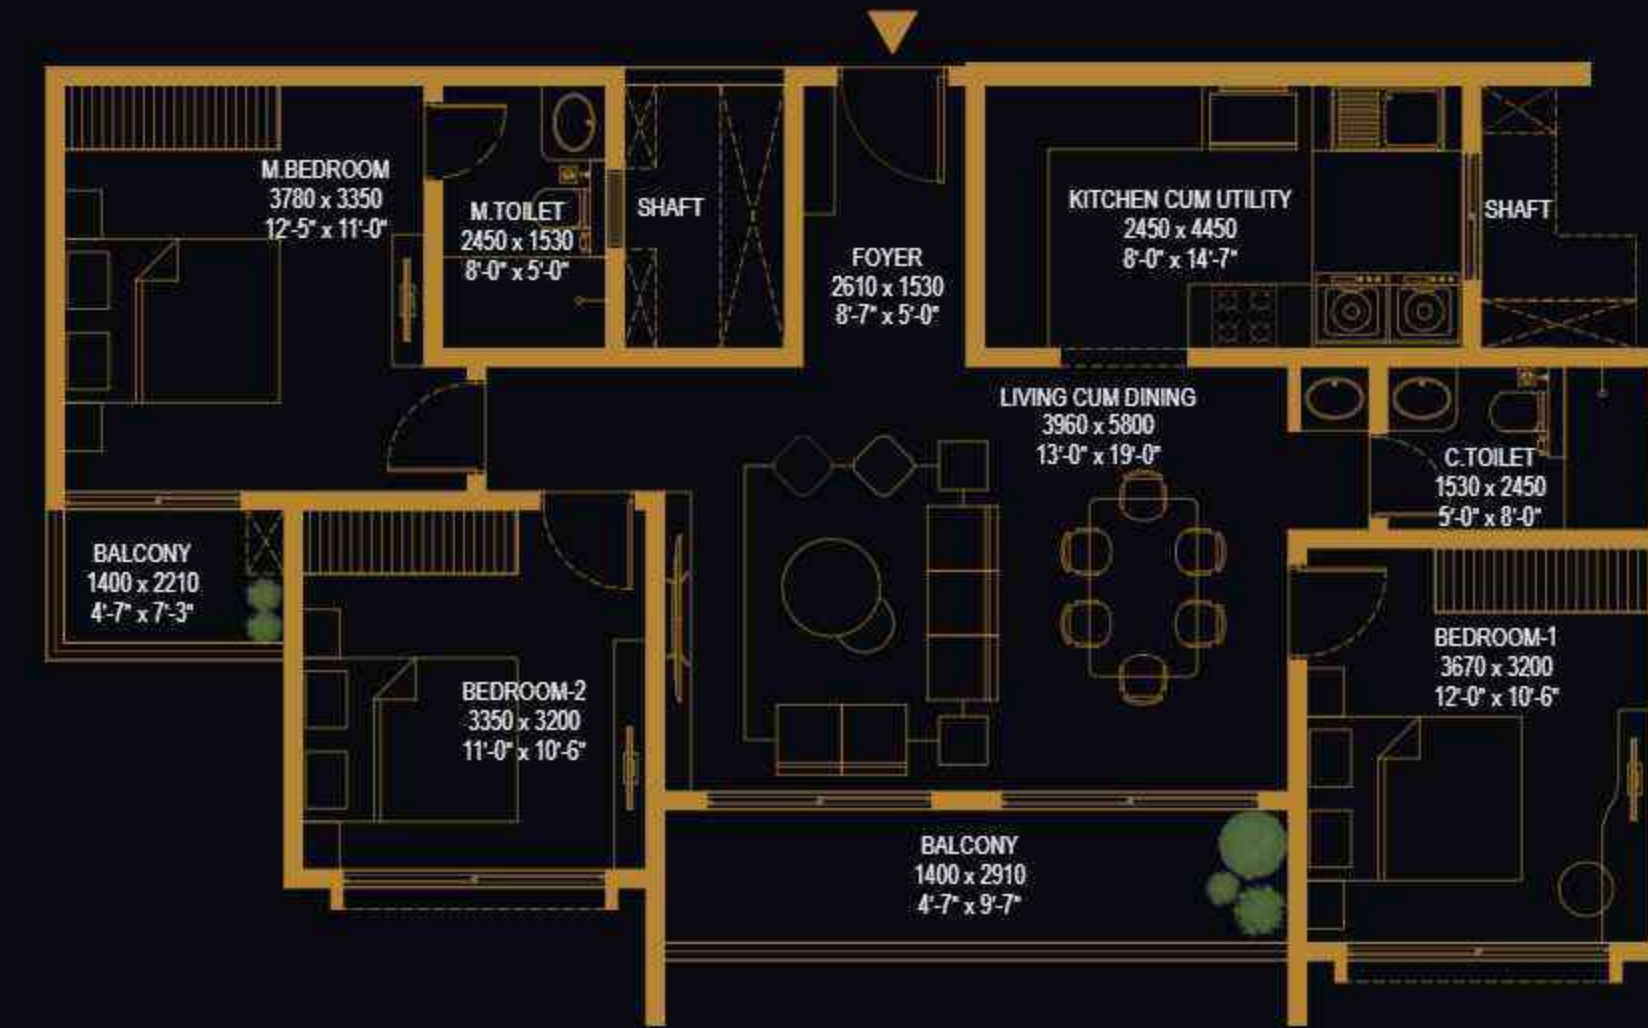 M.BEDROOM
3780 x 3350
12'-5" x 11'-0"
M.TOILET
2450 x 1530
8'-0" x 5'-0"
SHAFT
FOYER
2610 x 1530
8'-7" x 5'-0"
KITCHEN CUM UTILITY
2450 x 4450
8'-0" x 14'-7"
SHAFT
LIVING CUM DINING
3960 x 5800
13'-0" x 19'-0"
C.TOILET
1530 x 2450
5'-0" x 8'-0"
BALCONY
1400 x 2210
4'-7" x 7'-3"
BEDROOM-2
3350 x 3200
11'-0" x 10'-6"
BEDROOM-1
3670 x 3200
12'-0" x 10'-6"
BALCONY
1400 x 2910
4'-7" x 9'-7"